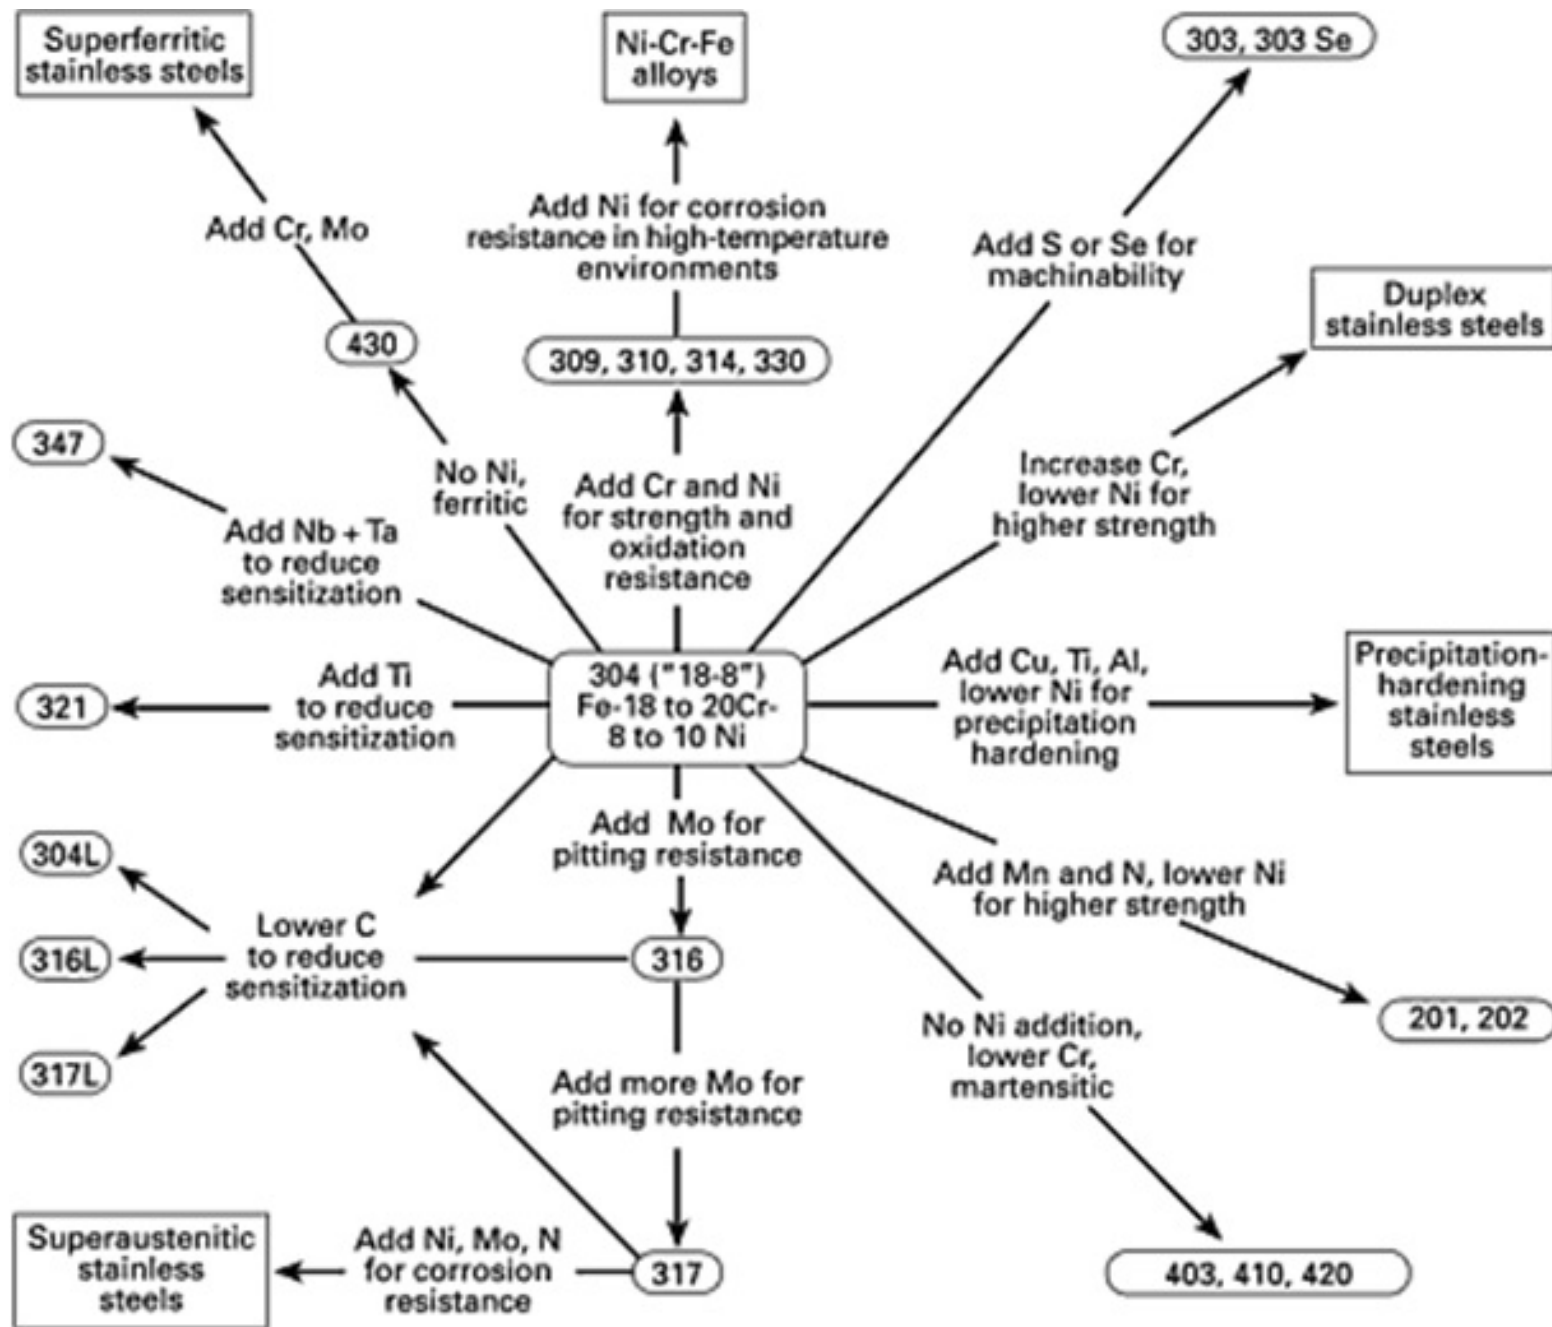 Superferritic
stainless steels
Ni-Cr-Fe
alloys
303, 303 Se
Add Cr, Mo
Add Ni for corrosion
resistance in high-temperature
environments
Add S or Se for
machinability
Duplex
stainless steels
430
309, 310, 314, 330
347
No Ni,
ferritic
Add Cr and Ni
for strength and
oxidation
resistance
Increase Cr,
lower Ni for
higher strength
Add Nb + Ta
to reduce
sensitization
321
Add Ti
to reduce
sensitization
304 ("18-8")
Fe-18 to 20Cr-
8 to 10 Ni
Add Cu, Ti, Al,
lower Ni for
precipitation
hardening
Precipitation-
hardening
stainless
steels
304L
316L
317L
Lower C
to reduce
sensitization
Add Mo for
pitting resistance
316
Add Mn and N, lower Ni
for higher strength
201, 202
No Ni addition,
lower Cr,
martensitic
Add more Mo for
pitting resistance
Superaustenitic
stainless
steels
Add Ni, Mo, N
for corrosion
resistance
317
403, 410, 420